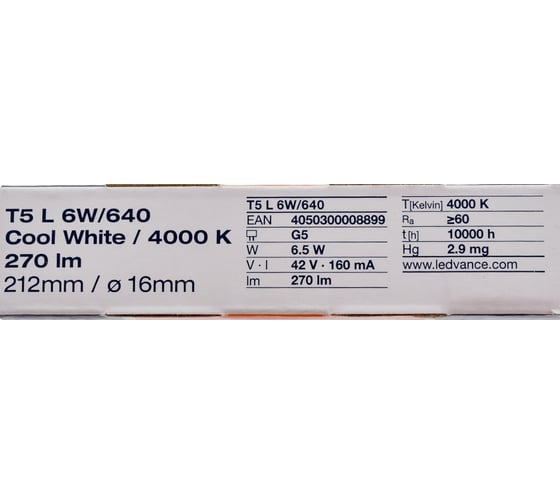 T5 L 6W/640
Cool White / 4000 K
270 lm
212mm / ø 16mm
T5 L 6W/640
EAN 4050300008899
G5
W 6.5 W
V · I 42 V · 160 mA
lm 270 lm
T[Kelvin] 4000 K
Ra ≥60
t[h] 10000 h
Hg 2.9 mg
www.ledvance.com